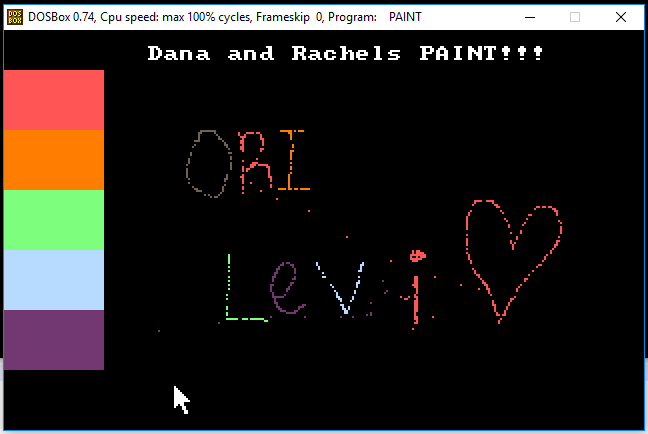 DOSBox 0.74, Cpu speed: max 100% cycles, Frameskip 0, Program: PAINT
Dana and Rachels PAINT!!!
ORI
Levi